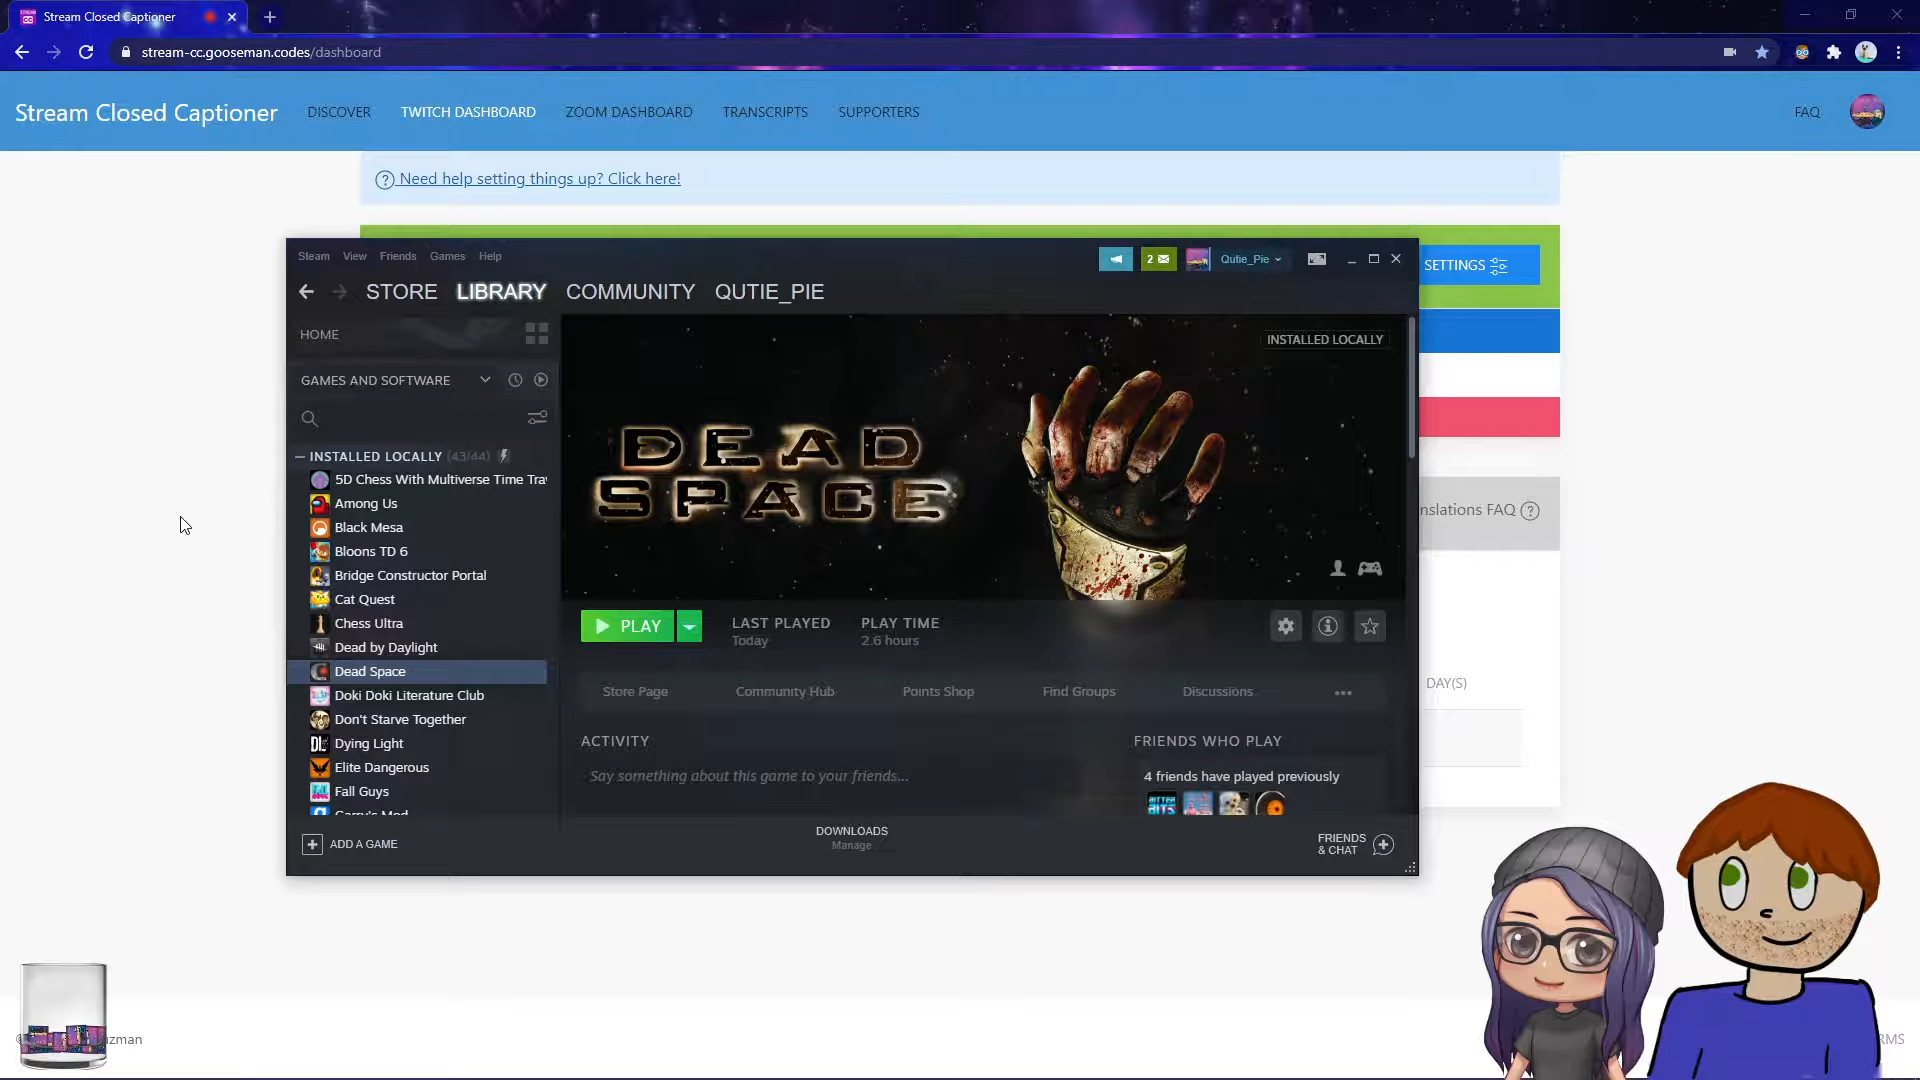 Stream Closed Captioner
stream-cc.gooseman.codes/dashboard
Stream Closed Captioner
DISCOVER
TWITCH DASHBOARD
ZOOM DASHBOARD
TRANSCRIPTS
SUPPORTERS
FAQ
Need help setting things up? Click here!
SETTINGS
Steam View Friends Games Help
2
Qutie_Pie
STORE LIBRARY COMMUNITY QUTIE_PIE
HOME
INSTALLED LOCALLY
GAMES AND SOFTWARE
INSTALLED LOCALLY (43/44)
5D Chess With Multiverse Time Tra
Among Us
Black Mesa
Bloons TD 6
Bridge Constructor Portal
Cat Quest
Chess Ultra
Dead by Daylight
Dead Space
Doki Doki Literature Club
Don't Starve Together
Dying Light
Elite Dangerous
Fall Guys
Garry's Mod
DEAD
SPACE
PLAY
LAST PLAYED
Today
PLAY TIME
2.6 hours
Store Page
Community Hub
Points Shop
Find Groups
Discussions
ACTIVITY
Say something about this game to your friends...
FRIENDS WHO PLAY
4 friends have played previously
ADD A GAME
DOWNLOADS
Manage
FRIENDS
& CHAT
nslations FAQ
DAY(S)
zman
RMS